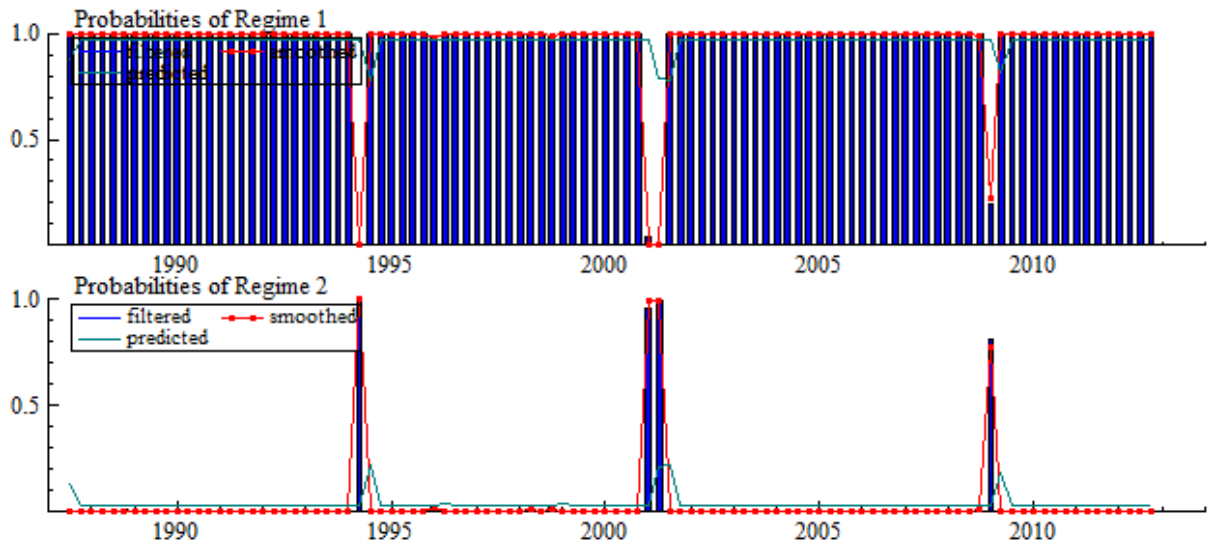 Probabilities of Regime 1
1.0
filtered smoothed
predicted
0.5
1990 1995 2000 2005 2010
Probabilities of Regime 2
1.0
filtered smoothed
predicted
0.5
1990 1995 2000 2005 2010